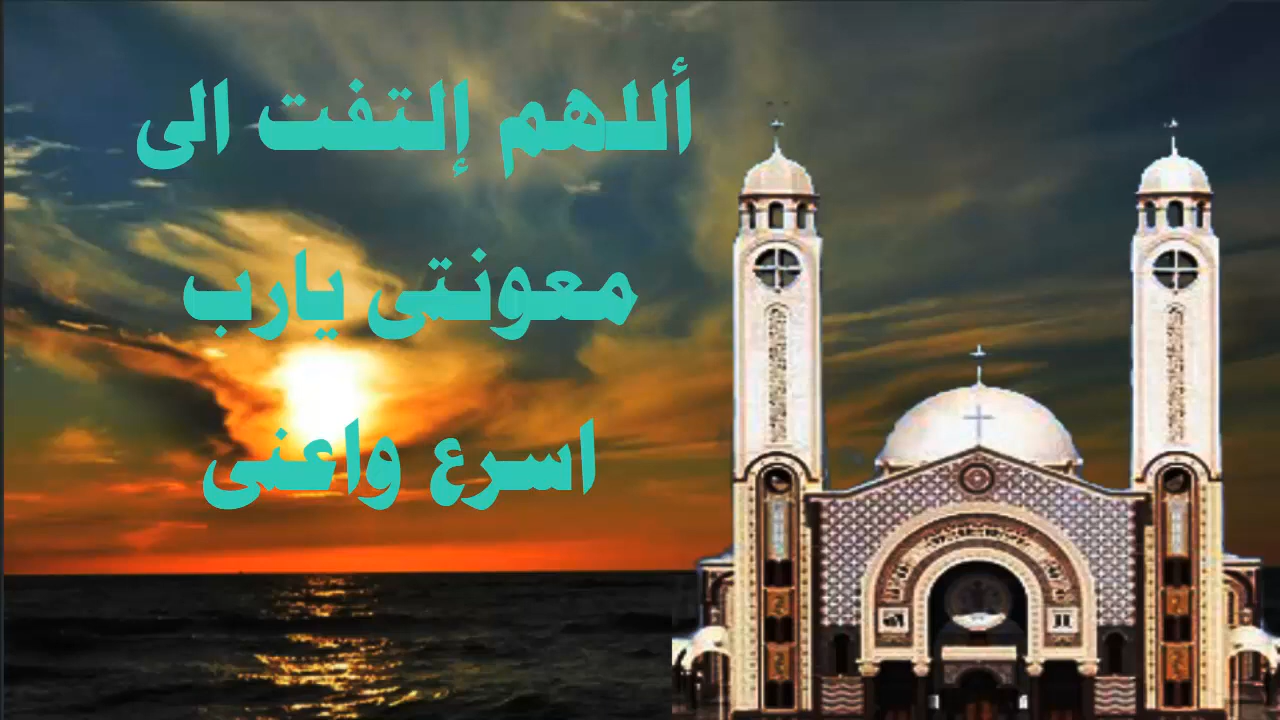 أللهم إلتفت الى
معونتى يارب
اسرع واعنى